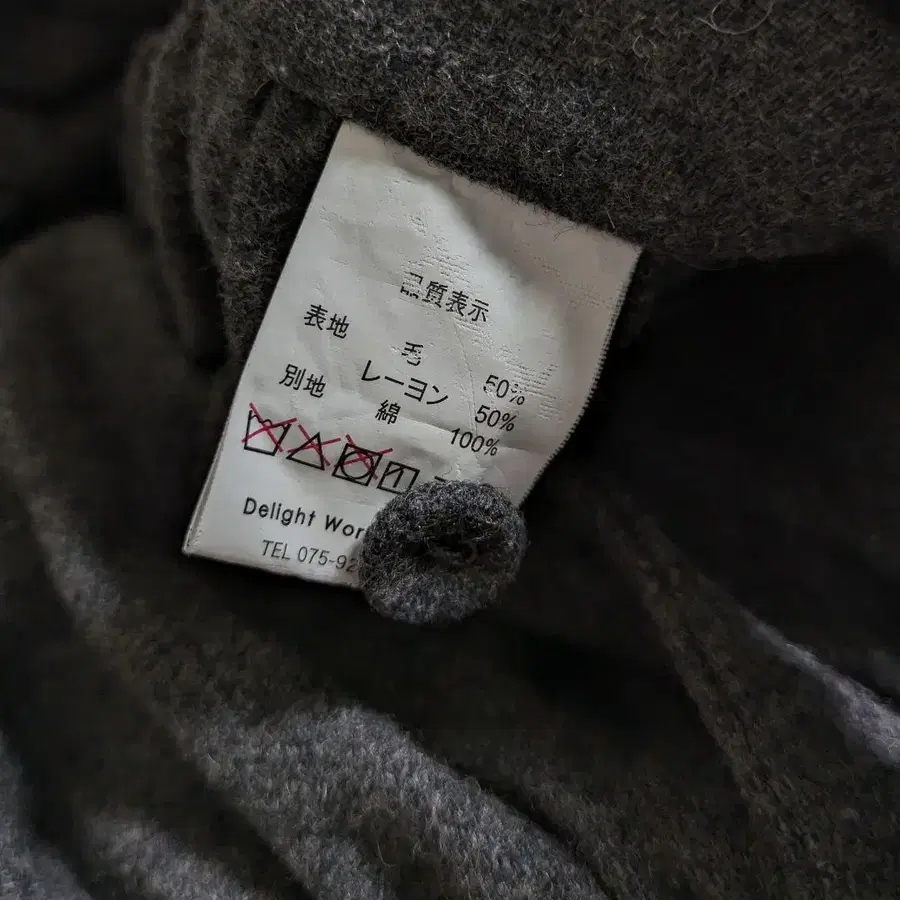 品質表示
表地 毛 50%
レーヨン 50%
別地 綿 100%
Delight
TEL 075-92